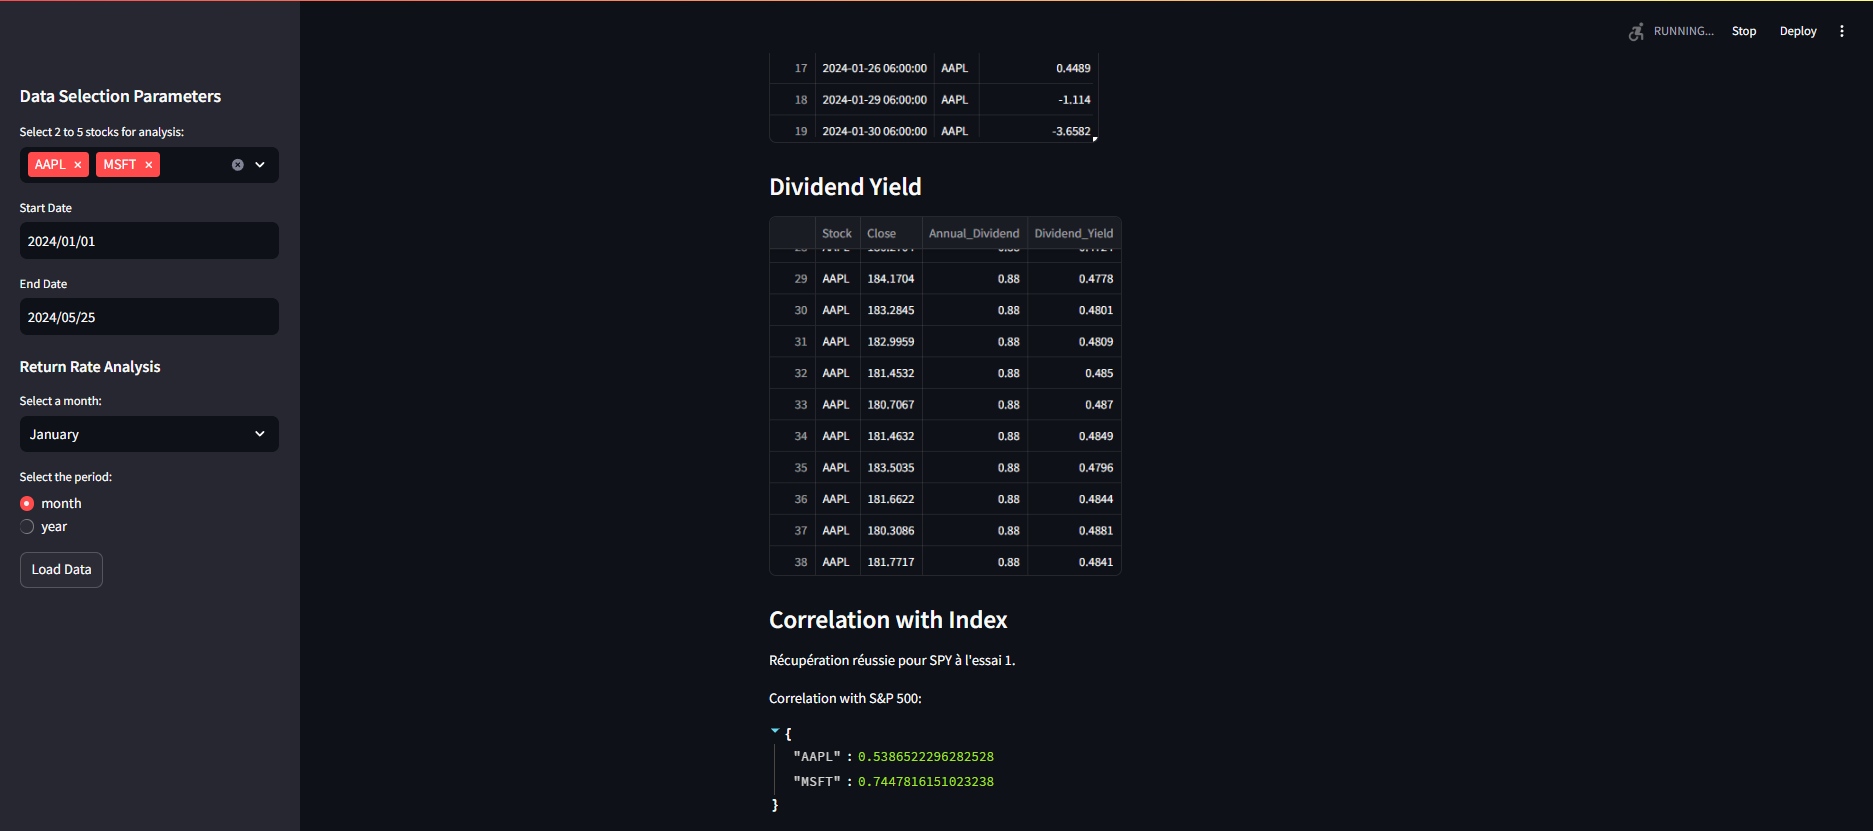 RUNNING...
Stop
Deploy
Data Selection Parameters
Select 2 to 5 stocks for analysis:
AAPL × MSFT ×
Start Date
2024/01/01
End Date
2024/05/25
Return Rate Analysis
Select a month:
January
Select the period:
month
year
Load Data
17 2024-01-26 06:00:00 AAPL 0.4489
18 2024-01-29 06:00:00 AAPL -1.114
19 2024-01-30 06:00:00 AAPL -3.6582
Dividend Yield
Stock Close Annual_Dividend Dividend_Yield
29 AAPL 184.1704 0.88 0.4778
30 AAPL 183.2845 0.88 0.4801
31 AAPL 182.9959 0.88 0.4809
32 AAPL 181.4532 0.88 0.485
33 AAPL 180.7067 0.88 0.487
34 AAPL 181.4632 0.88 0.4849
35 AAPL 183.5035 0.88 0.4796
36 AAPL 181.6622 0.88 0.4844
37 AAPL 180.3086 0.88 0.4881
38 AAPL 181.7717 0.88 0.4841
Correlation with Index
Récupération réussie pour SPY à l'essai 1.
Correlation with S&P 500:
{
"AAPL" : 0.5386522296282528
"MSFT" : 0.7447816151023238
}